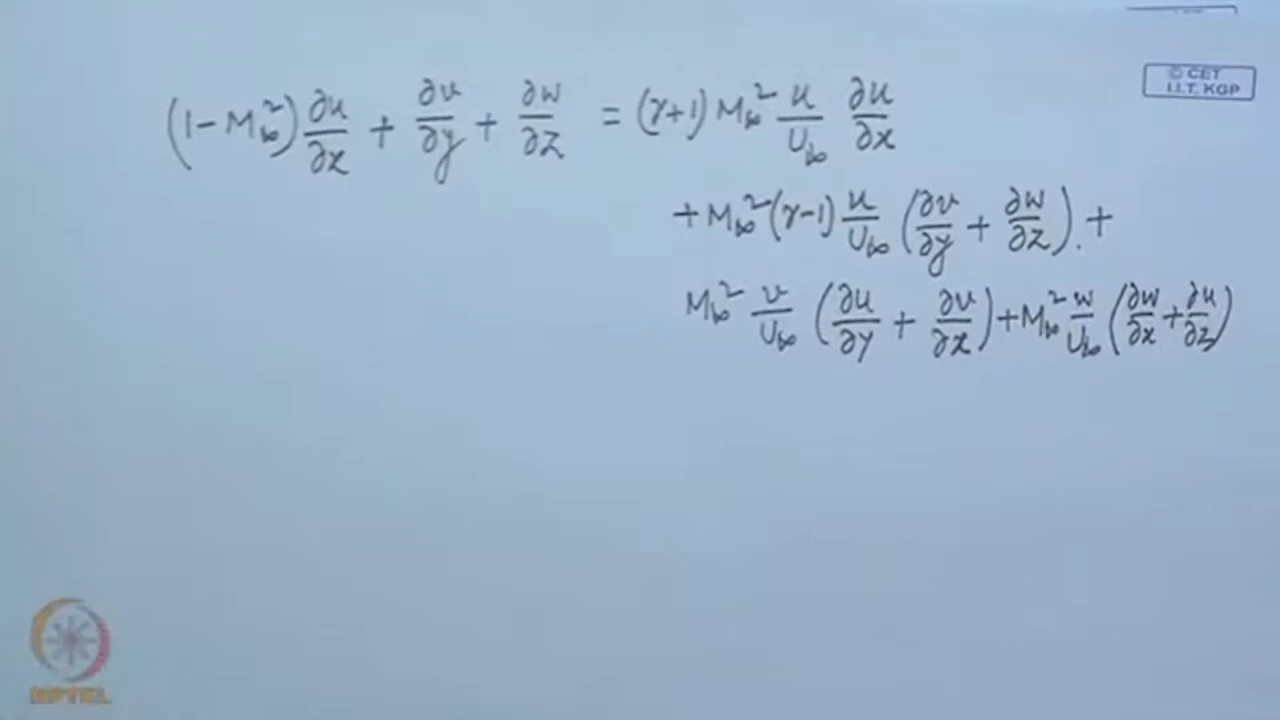 © CET
I.I.T. KGP
(1-M∞²) ∂u/∂x + ∂v/∂y + ∂w/∂z = (γ+1) M∞² u/U∞ ∂u/∂x
+ M∞² (γ-1) u/U∞ (∂v/∂y + ∂w/∂z) +
M∞² v/U∞ (∂u/∂y + ∂v/∂x) + M∞² w/U∞ (∂w/∂x + ∂u/∂z)
NPTEL